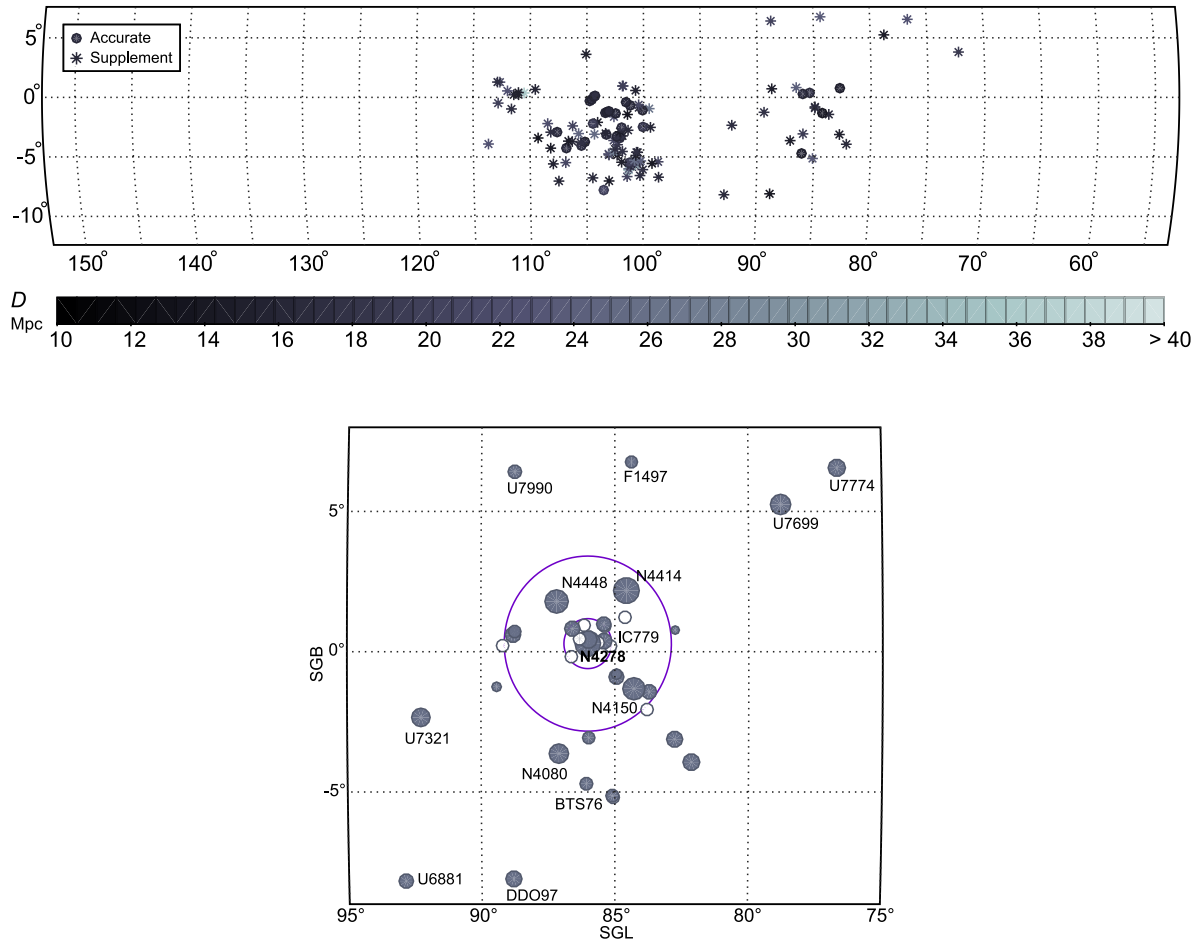 5°
Accurate
Supplement
0°
-5°
-10°
150° 140° 130° 120° 110° 100° 90° 80° 70° 60°
D
Mpc
10 12 14 16 18 20 22 24 26 28 30 32 34 36 38 > 40
U7990
F1497
U7774
5°
U7699
N4448
N4414
IC779
0°
N4278
SGB
N4150
U7321
N4080
-5°
BTS76
U6881
DDO97
95° 90° 85° 80° 75°
SGL